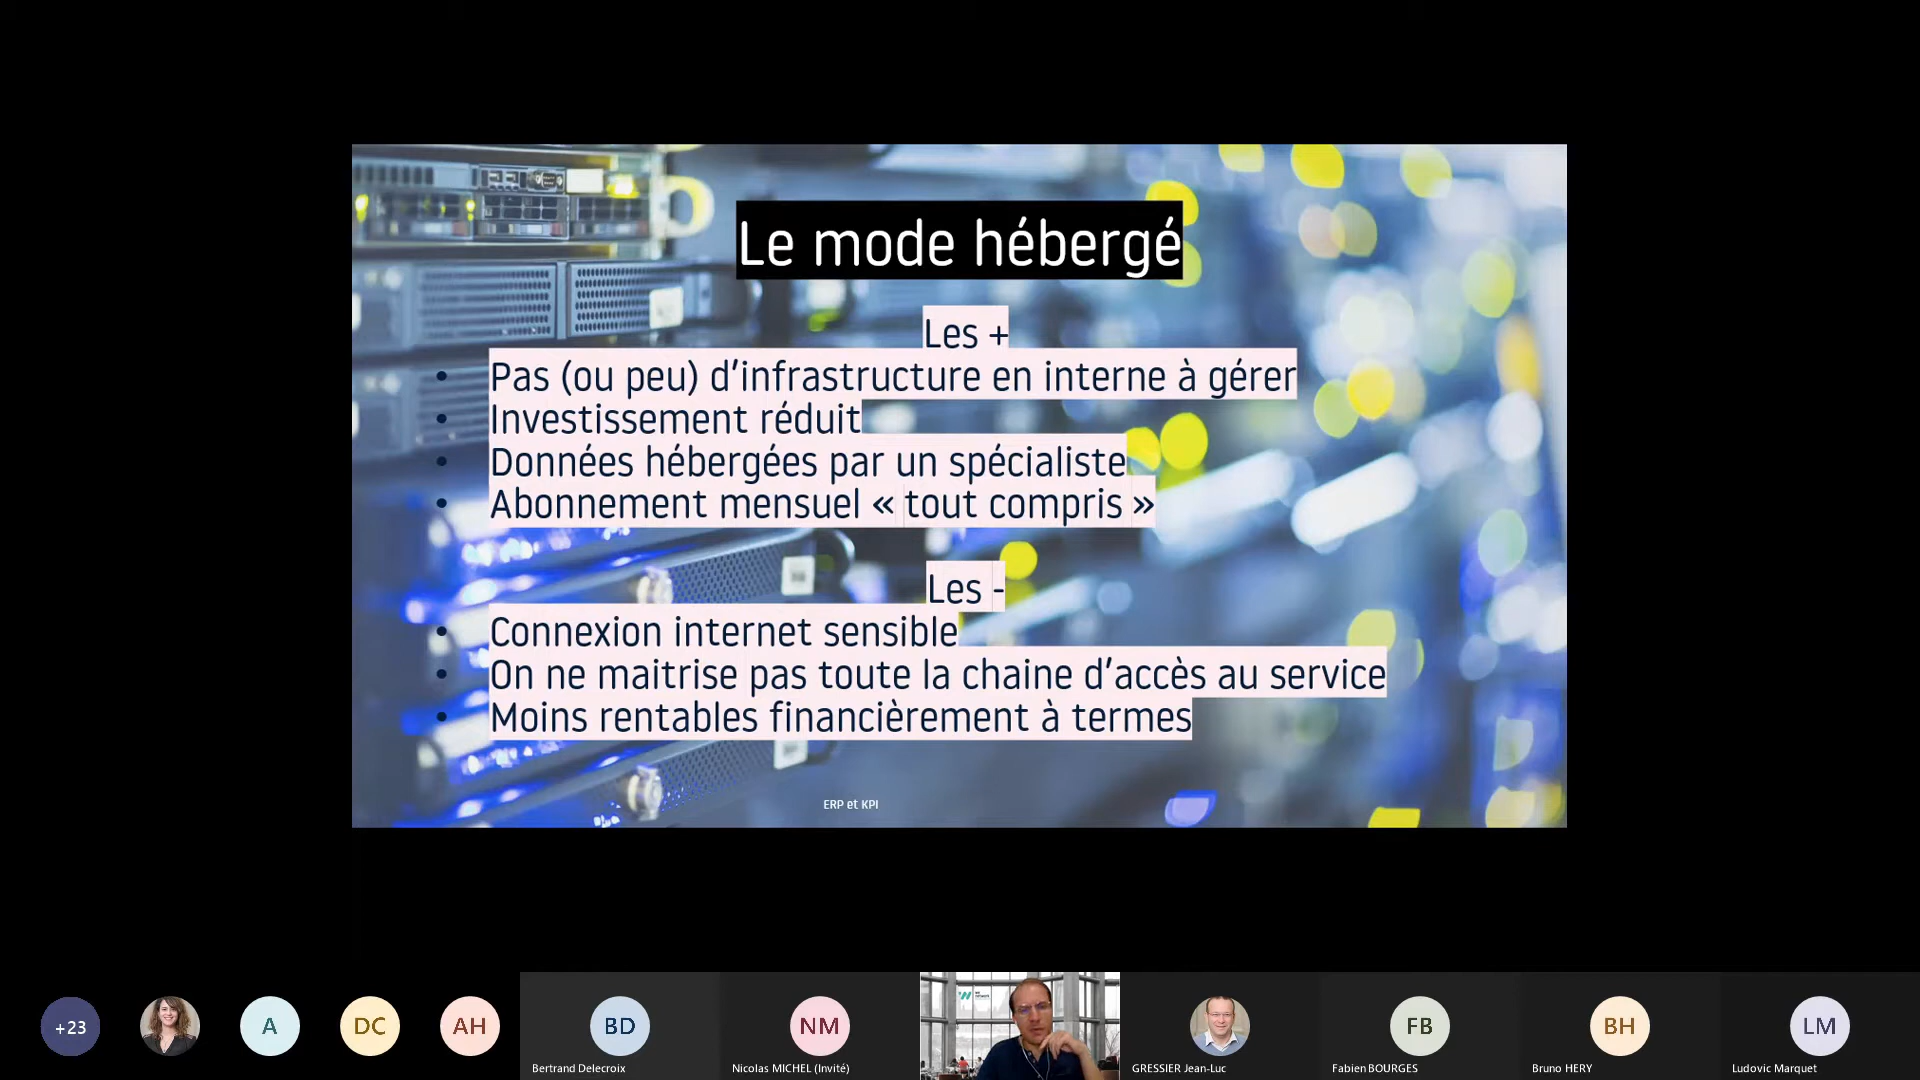 Le mode hébergé
Les +
• Pas (ou peu) d’infrastructure en interne à gérer
• Investissement réduit
• Données hébergées par un spécialiste
• Abonnement mensuel « tout compris »
Les -
• Connexion internet sensible
• On ne maitrise pas toute la chaine d’accès au service
• Moins rentables financièrement à termes
ERP et KPI
+23
A
DC
AH
BD
Bertrand Delecroix
NM
Nicolas MICHEL (Invité)
GRESSIER Jean-Luc
FB
Fabien BOURGES
BH
Bruno HERY
LM
Ludovic Marquet